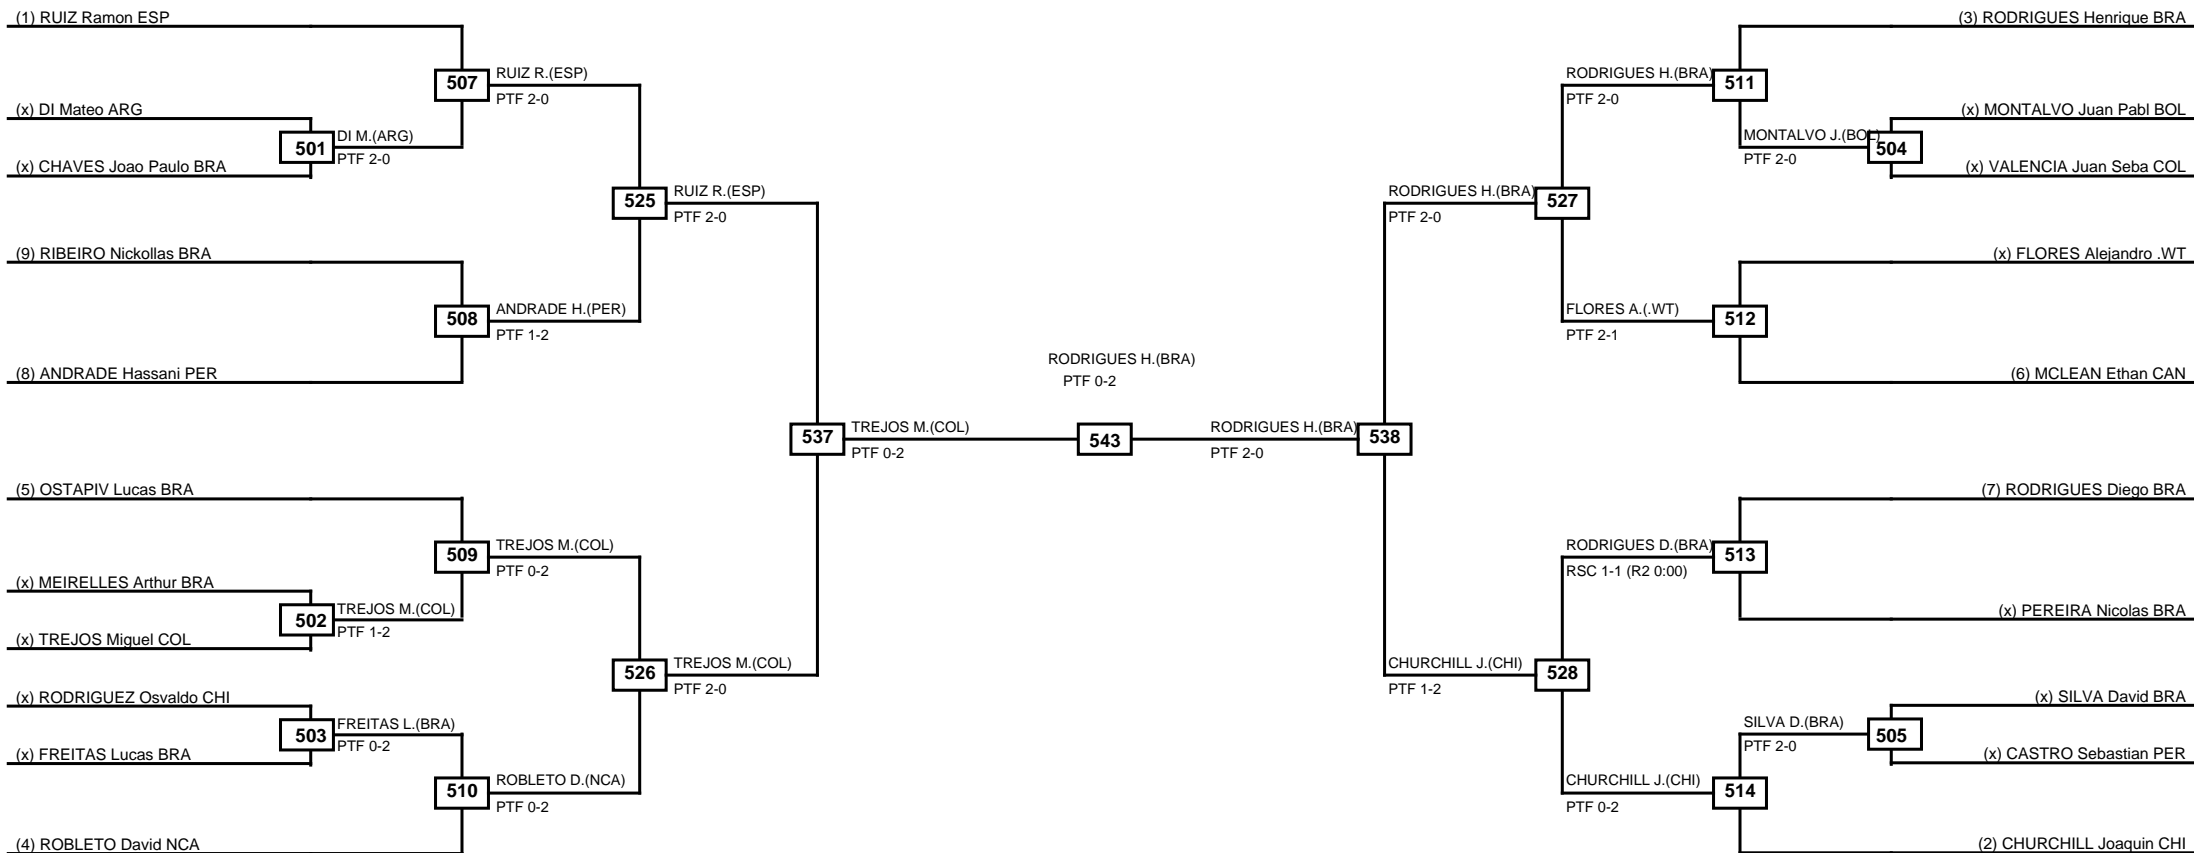 (1) RUIZ Ramon ESP
507
RUIZ R.(ESP)
PTF 2-0
(x) DI Mateo ARG
501
DI M.(ARG)
PTF 2-0
(x) CHAVES Joao Paulo BRA
525
RUIZ R.(ESP)
PTF 2-0
(9) RIBEIRO Nickollas BRA
508
ANDRADE H.(PER)
PTF 1-2
(8) ANDRADE Hassani PER
537
TREJOS M.(COL)
PTF 0-2
(5) OSTAPIV Lucas BRA
509
TREJOS M.(COL)
PTF 0-2
(x) MEIRELLES Arthur BRA
502
TREJOS M.(COL)
PTF 1-2
(x) TREJOS Miguel COL
526
TREJOS M.(COL)
PTF 2-0
(x) RODRIGUEZ Osvaldo CHI
503
FREITAS L.(BRA)
PTF 0-2
(x) FREITAS Lucas BRA
510
ROBLETO D.(NCA)
PTF 0-2
(4) ROBLETO David NCA
RODRIGUES H.(BRA)
PTF 0-2
543
(3) RODRIGUES Henrique BRA
RODRIGUES H.(BRA)
PTF 2-0
511
(x) MONTALVO Juan Pabl BOL
MONTALVO J.(BOL)
PTF 2-0
504
(x) VALENCIA Juan Seba COL
RODRIGUES H.(BRA)
PTF 2-0
527
(x) FLORES Alejandro .WT
FLORES A.(.WT)
PTF 2-1
512
(6) MCLEAN Ethan CAN
RODRIGUES H.(BRA)
PTF 2-0
538
(7) RODRIGUES Diego BRA
RODRIGUES D.(BRA)
RSC 1-1 (R2 0:00)
513
(x) PEREIRA Nicolas BRA
CHURCHILL J.(CHI)
PTF 1-2
528
(x) SILVA David BRA
SILVA D.(BRA)
PTF 2-0
505
(x) CASTRO Sebastian PER
CHURCHILL J.(CHI)
PTF 0-2
514
(2) CHURCHILL Joaquin CHI